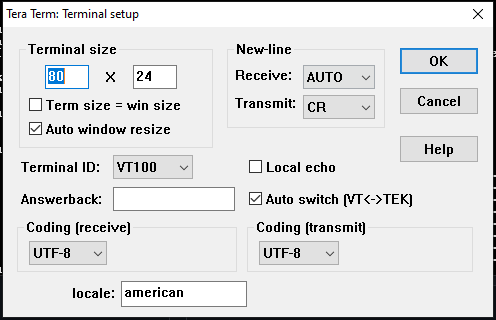 Tera Term: Terminal setup
Terminal size
80 X 24
Term size = win size
Auto window resize
New-line
Receive: AUTO
Transmit: CR
OK
Cancel
Help
Terminal ID: VT100
Local echo
Answerback:
Auto switch (VT<->TEK)
Coding (receive)
UTF-8
Coding (transmit)
UTF-8
locale: american